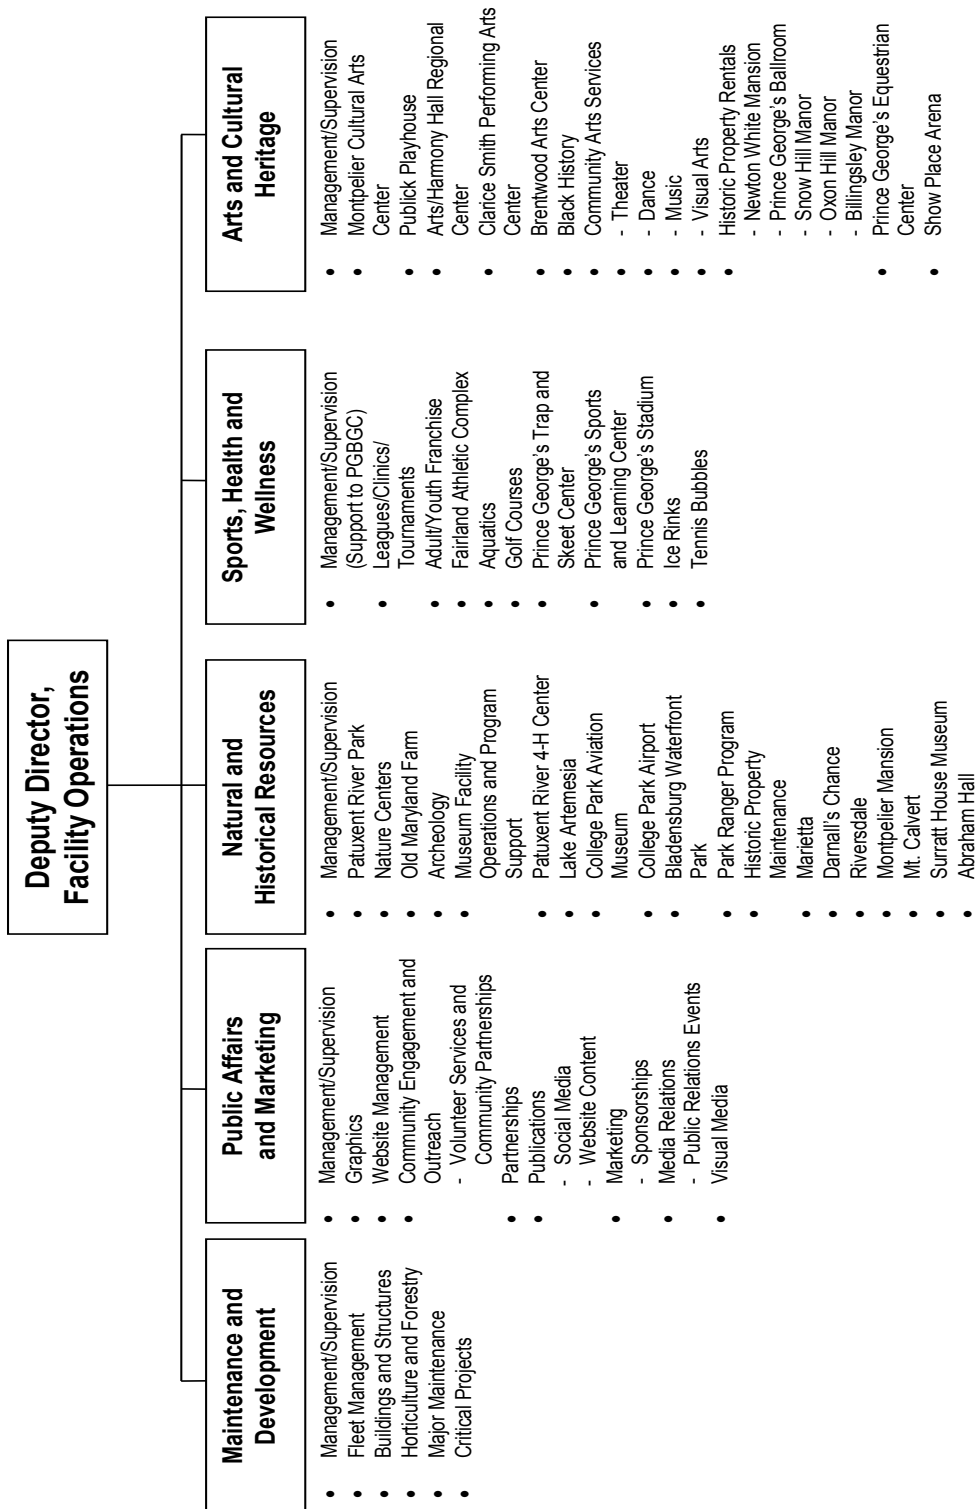 Deputy Director,
Facility Operations
Maintenance and
Development
• Management/Supervision
• Fleet Management
• Buildings and Structures
• Horticulture and Forestry
• Major Maintenance
• Critical Projects
Public Affairs
and Marketing
• Management/Supervision
• Graphics
• Website Management
• Community Engagement and
Outreach
- Volunteer Services and
Community Partnerships
• Partnerships
• Publications
- Social Media
- Website Content
• Marketing
- Sponsorships
• Media Relations
- Public Relations Events
• Visual Media
Natural and
Historical Resources
• Management/Supervision
• Patuxent River Park
• Nature Centers
• Old Maryland Farm
• Archeology
• Museum Facility
Operations and Program
Support
• Patuxent River 4-H Center
• Lake Artemesia
• College Park Aviation
Museum
• College Park Airport
• Bladensburg Waterfront
Park
• Park Ranger Program
• Historic Property
Maintenance
• Marietta
• Darnall's Chance
• Riversdale
• Montpelier Mansion
• Mt. Calvert
• Surratt House Museum
• Abraham Hall
Sports, Health and
Wellness
• Management/Supervision
(Support to PGBGC)
• Leagues/Clinics/
Tournaments
• Adult/Youth Franchise
• Fairland Athletic Complex
• Aquatics
• Golf Courses
• Prince George's Trap and
Skeet Center
• Prince George's Sports
and Learning Center
• Prince George's Stadium
• Ice Rinks
• Tennis Bubbles
Arts and Cultural
Heritage
• Management/Supervision
• Montpelier Cultural Arts
Center
• Publick Playhouse
• Arts/Harmony Hall Regional
Center
• Clarice Smith Performing Arts
Center
• Brentwood Arts Center
• Black History
• Community Arts Services
• - Theater
• - Dance
• - Music
• - Visual Arts
• Historic Property Rentals
- Newton White Mansion
- Prince George's Ballroom
- Snow Hill Manor
- Oxon Hill Manor
- Billingsley Manor
• Prince George's Equestrian
Center
• Show Place Arena